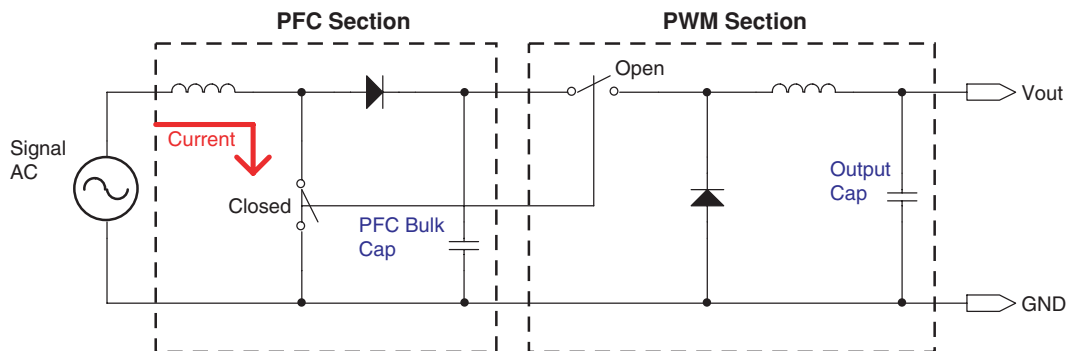 PFC Section
PWM Section
Open
Vout
Current
Signal
AC
Closed
PFC Bulk
Cap
Output
Cap
GND